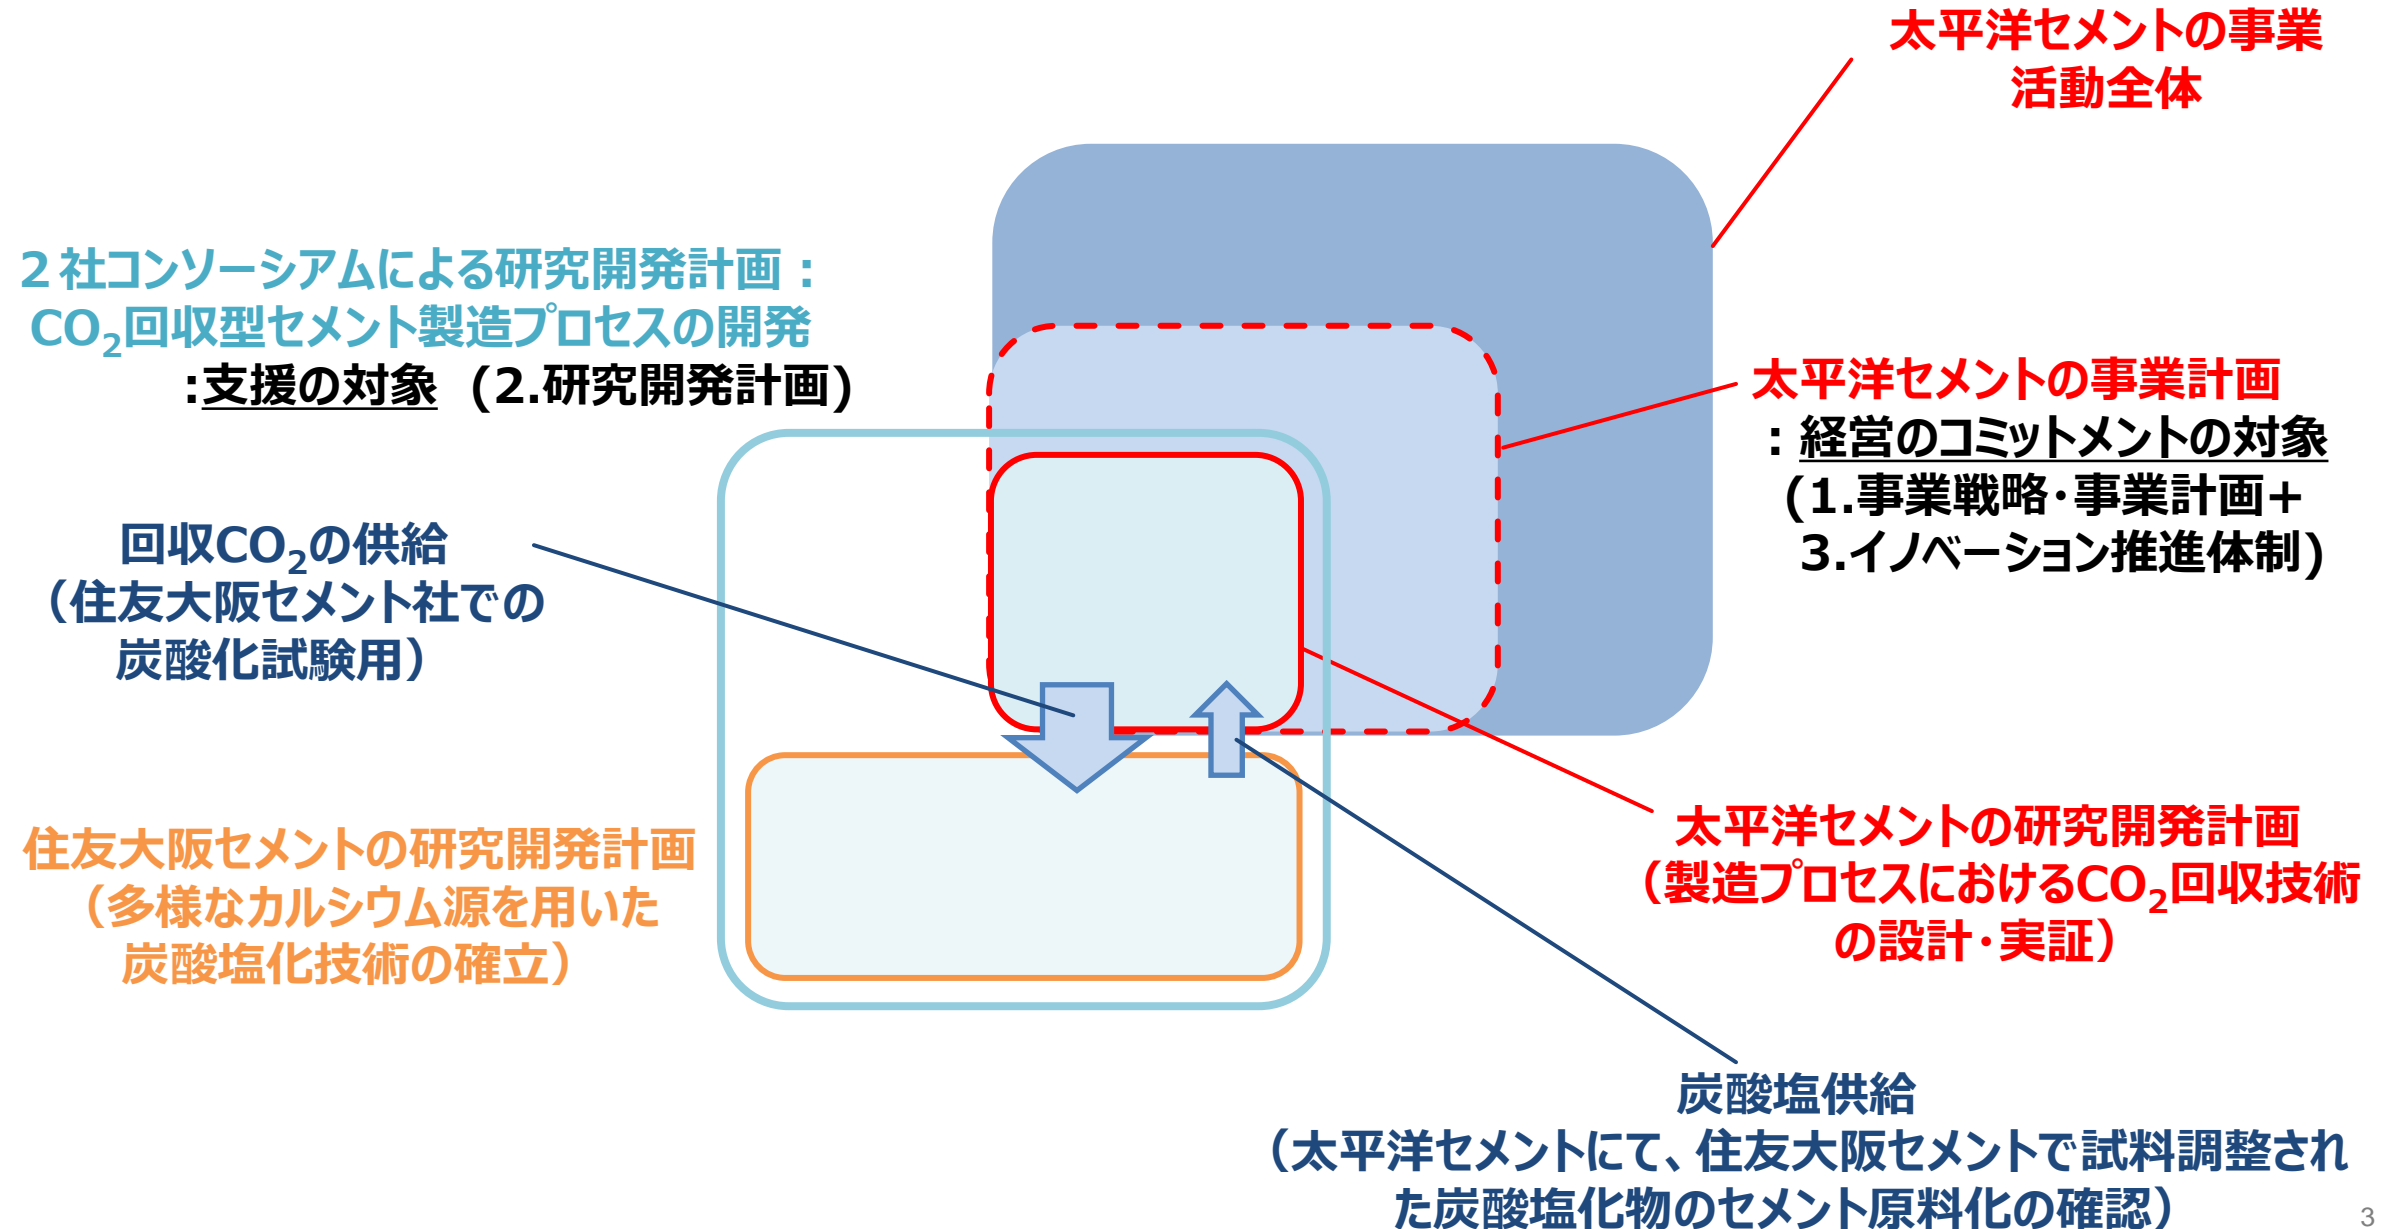 太平洋セメントの事業
活動全体
２社コンソーシアムによる研究開発計画：
CO2回収型セメント製造プロセスの開発
:支援の対象 (2.研究開発計画)
太平洋セメントの事業計画
：経営のコミットメントの対象
(1.事業戦略・事業計画+
3.イノベーション推進体制)
回収CO2の供給
（住友大阪セメント社での
炭酸化試験用）
住友大阪セメントの研究開発計画
（多様なカルシウム源を用いた
炭酸塩化技術の確立）
太平洋セメントの研究開発計画
（製造プロセスにおけるCO2回収技術
の設計・実証）
炭酸塩供給
（太平洋セメントにて、住友大阪セメントで試料調整され
た炭酸塩化物のセメント原料化の確認）
3